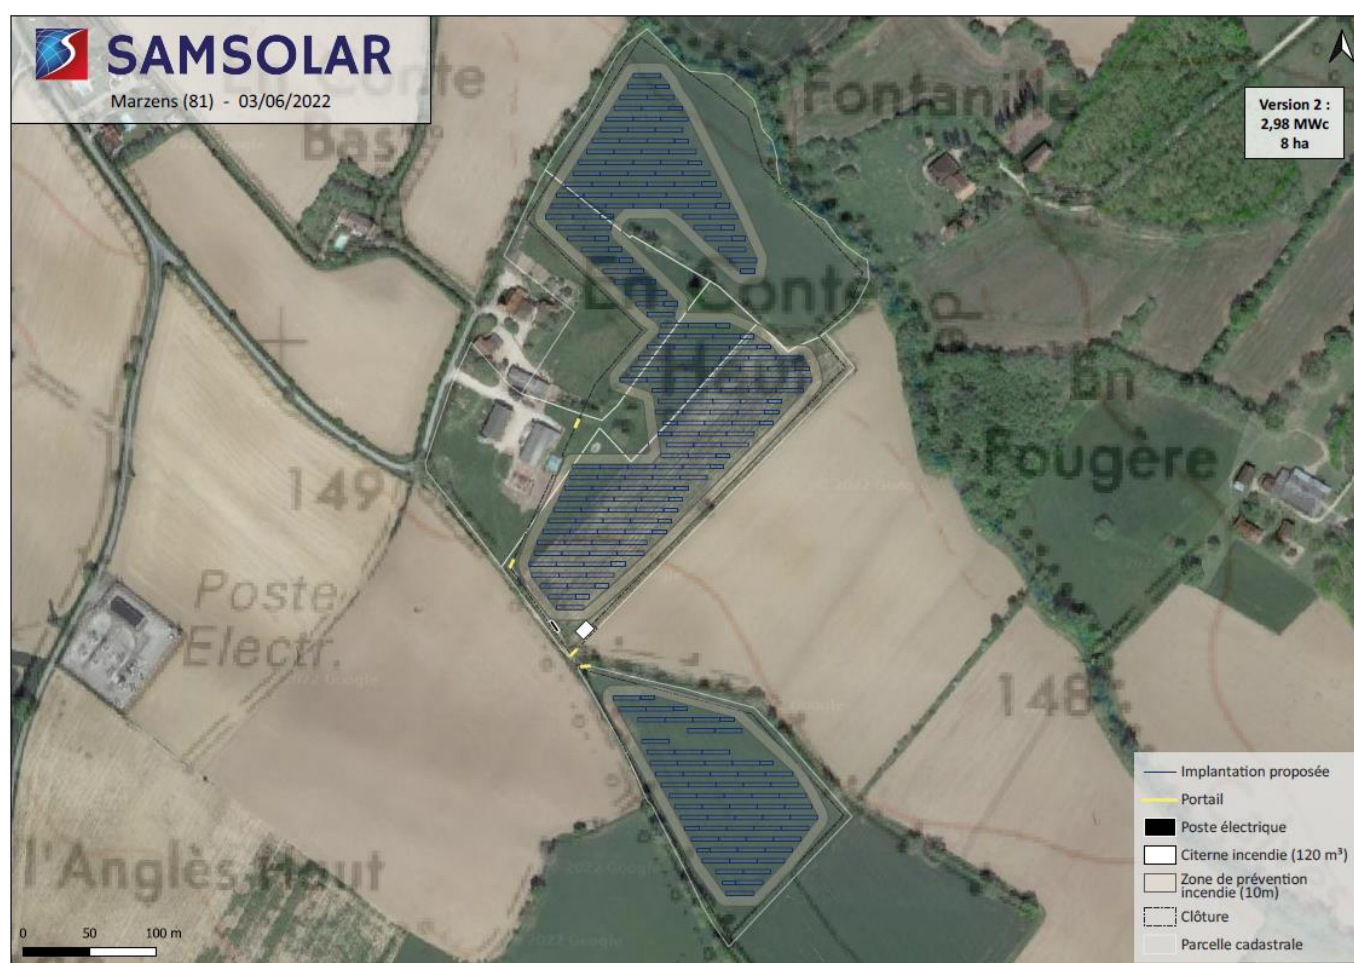 SAMSOLAR
Marzens (81) - 03/06/2022
Version 2 :
2,98 MWc
8 ha
Conte
Bas
Fontanille
En Conte
Haut
En
Fougère
149
Poste
Electr.
148
l'Anglès Haut
0 50 100 m
Implantation proposée
Portail
Poste électrique
Citerne incendie (120 m³)
Zone de prévention
incendie (10m)
Clôture
Parcelle cadastrale